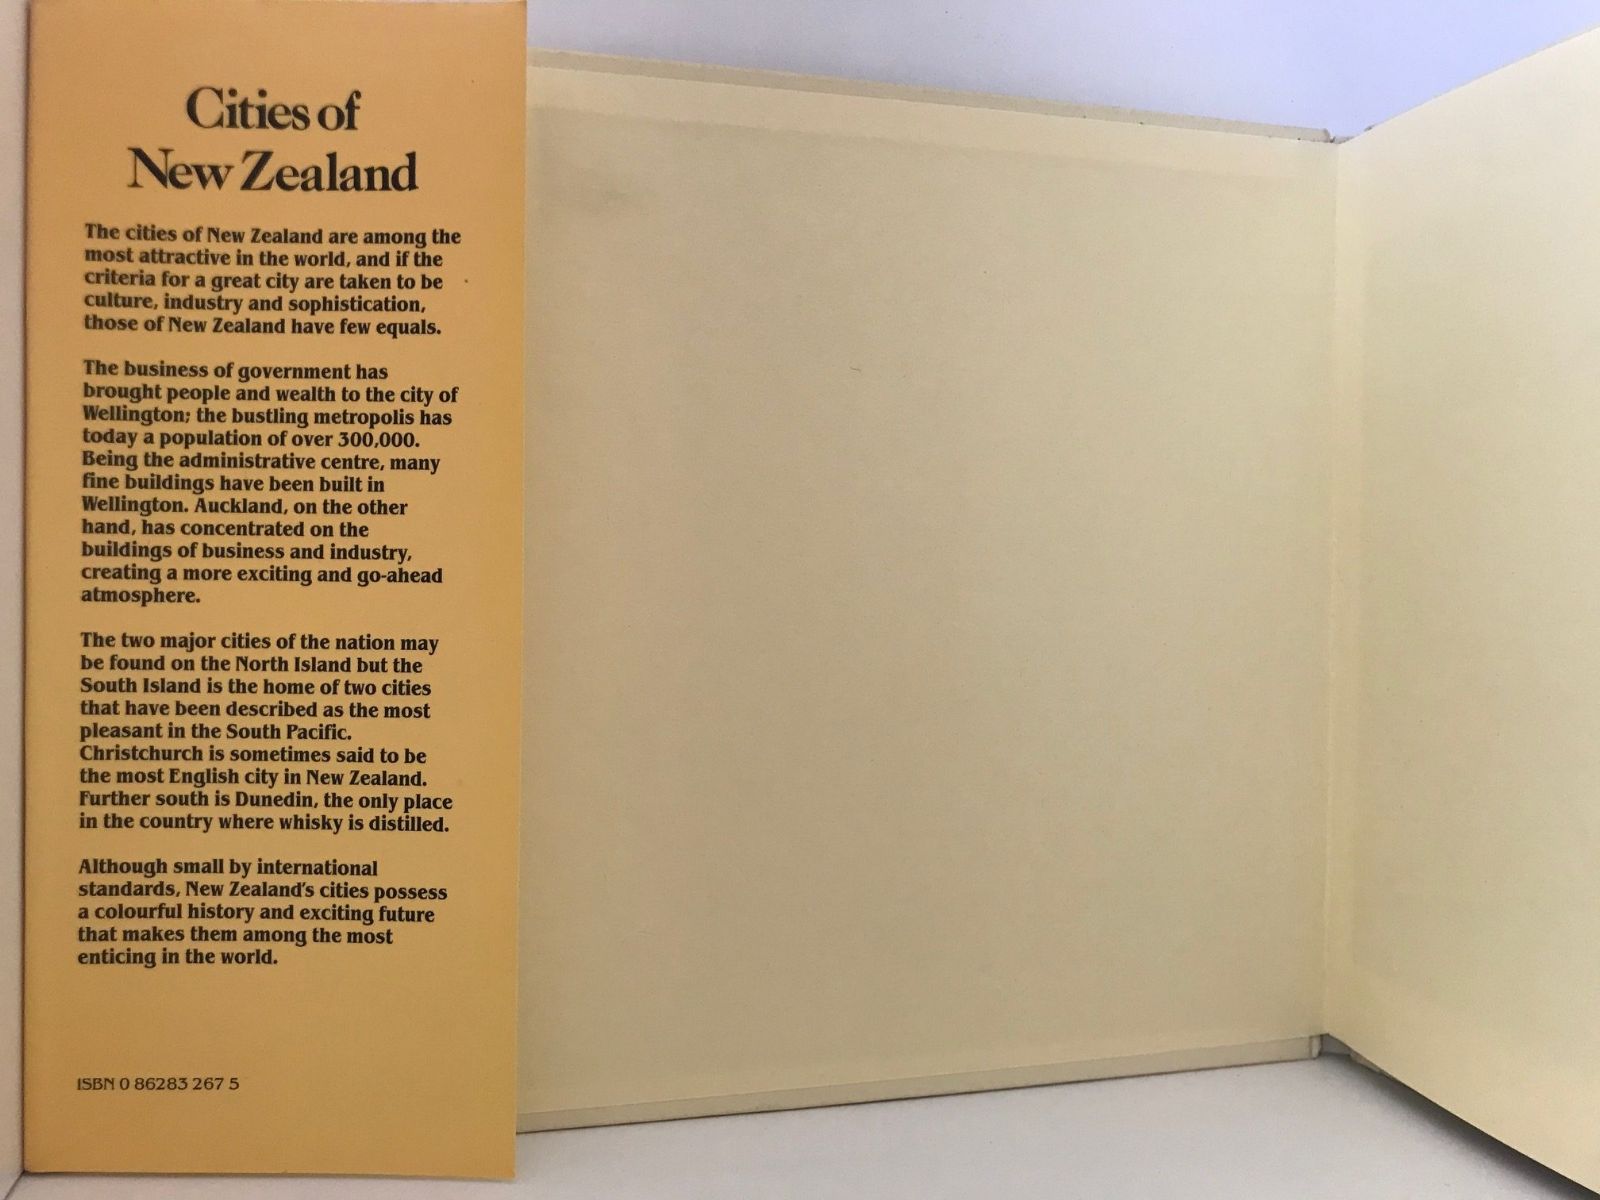 Cities of
New Zealand
The cities of New Zealand are among the
most attractive in the world, and if the
criteria for a great city are taken to be
culture, industry and sophistication,
those of New Zealand have few equals.
The business of government has
brought people and wealth to the city of
Wellington; the bustling metropolis has
today a population of over 300,000.
Being the administrative centre, many
fine buildings have been built in
Wellington. Auckland, on the other
hand, has concentrated on the
buildings of business and industry,
creating a more exciting and go-ahead
atmosphere.
The two major cities of the nation may
be found on the North Island but the
South Island is the home of two cities
that have been described as the most
pleasant in the South Pacific.
Christchurch is sometimes said to be
the most English city in New Zealand.
Further south is Dunedin, the only place
in the country where whisky is distilled.
Although small by international
standards, New Zealand's cities possess
a colourful history and exciting future
that makes them among the most
enticing in the world.
ISBN 0 86283 267 5